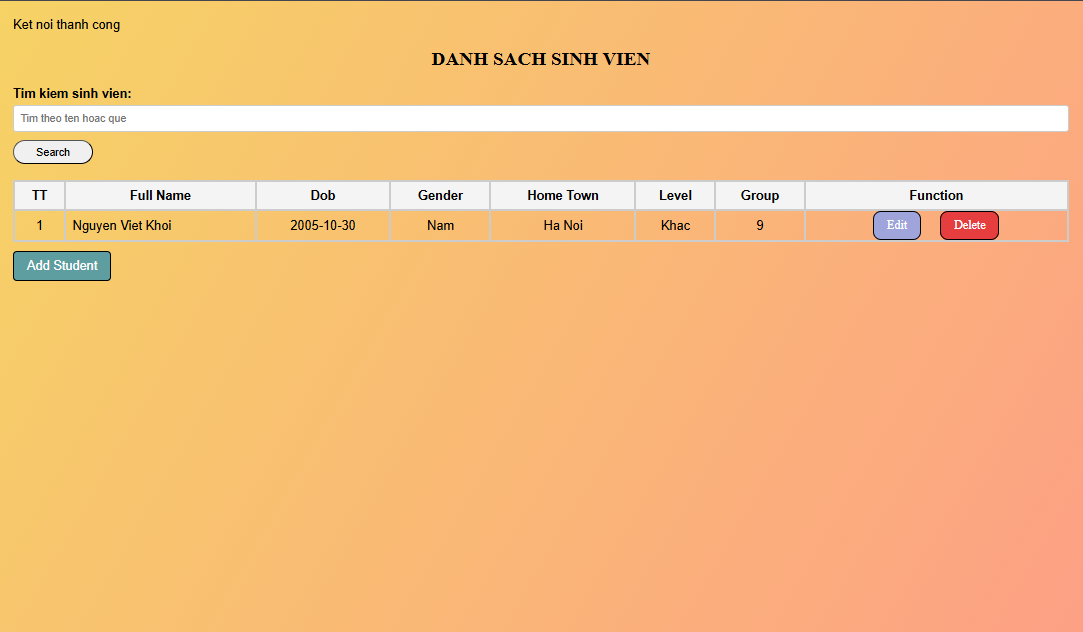 Ket noi thanh cong
DANH SACH SINH VIEN
Tim kiem sinh vien:
Tim theo ten hoac que
Search
TT Full Name Dob Gender Home Town Level Group Function
1 Nguyen Viet Khoi 2005-10-30 Nam Ha Noi Khac 9 Edit Delete
Add Student